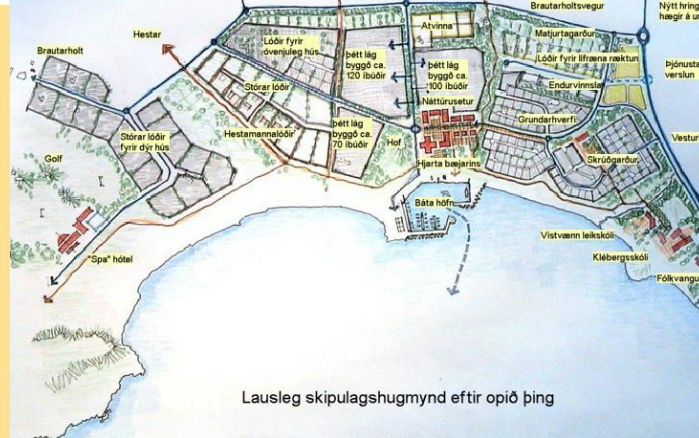 Brautarholtsvegur
Nýtt hring
hægir á u
Hestar
Atvinna
Brautarholt
Lóðir fyrir
óvenjuleg hús
þétt lág
byggð ca.
120 íbúðir
þétt lág
byggð ca.
100 íbúðir
Matjurtagarður
Lóðir fyrir lífræna ræktun
Þjónusta
verslun
Endurvinnsla
Stórar lóðir
Náttúrusetur
Grundarhverfi
Stórar lóðir
fyrir dýr hús
Hestamannalóðir
þétt lág
byggð ca.
70 íbúðir
Hof
Vestur
Golf
Hjarta bæjarins
Skrúðgarður
Báta höfn
"Spa" hótel
Vistvænn leikskóli
Klébergsskóli
Fólkvangu
Lausleg skipulagshugmynd eftir opið þing